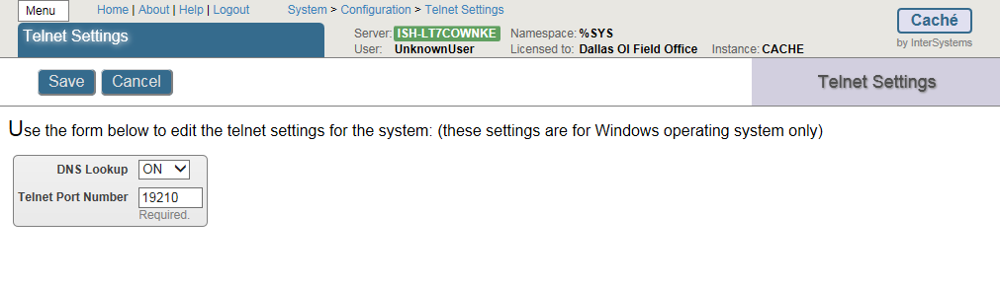 Menu Home | About | Help | Logout System > Configuration > Telnet Settings
Telnet Settings
Server: ISH-LT7COWNKE Namespace: %SYS
User: UnknownUser Licensed to: Dallas OI Field Office Instance: CACHE
Caché
by InterSystems
Save Cancel Telnet Settings
Use the form below to edit the telnet settings for the system: (these settings are for Windows operating system only)
DNS Lookup ON
Telnet Port Number 19210
Required.